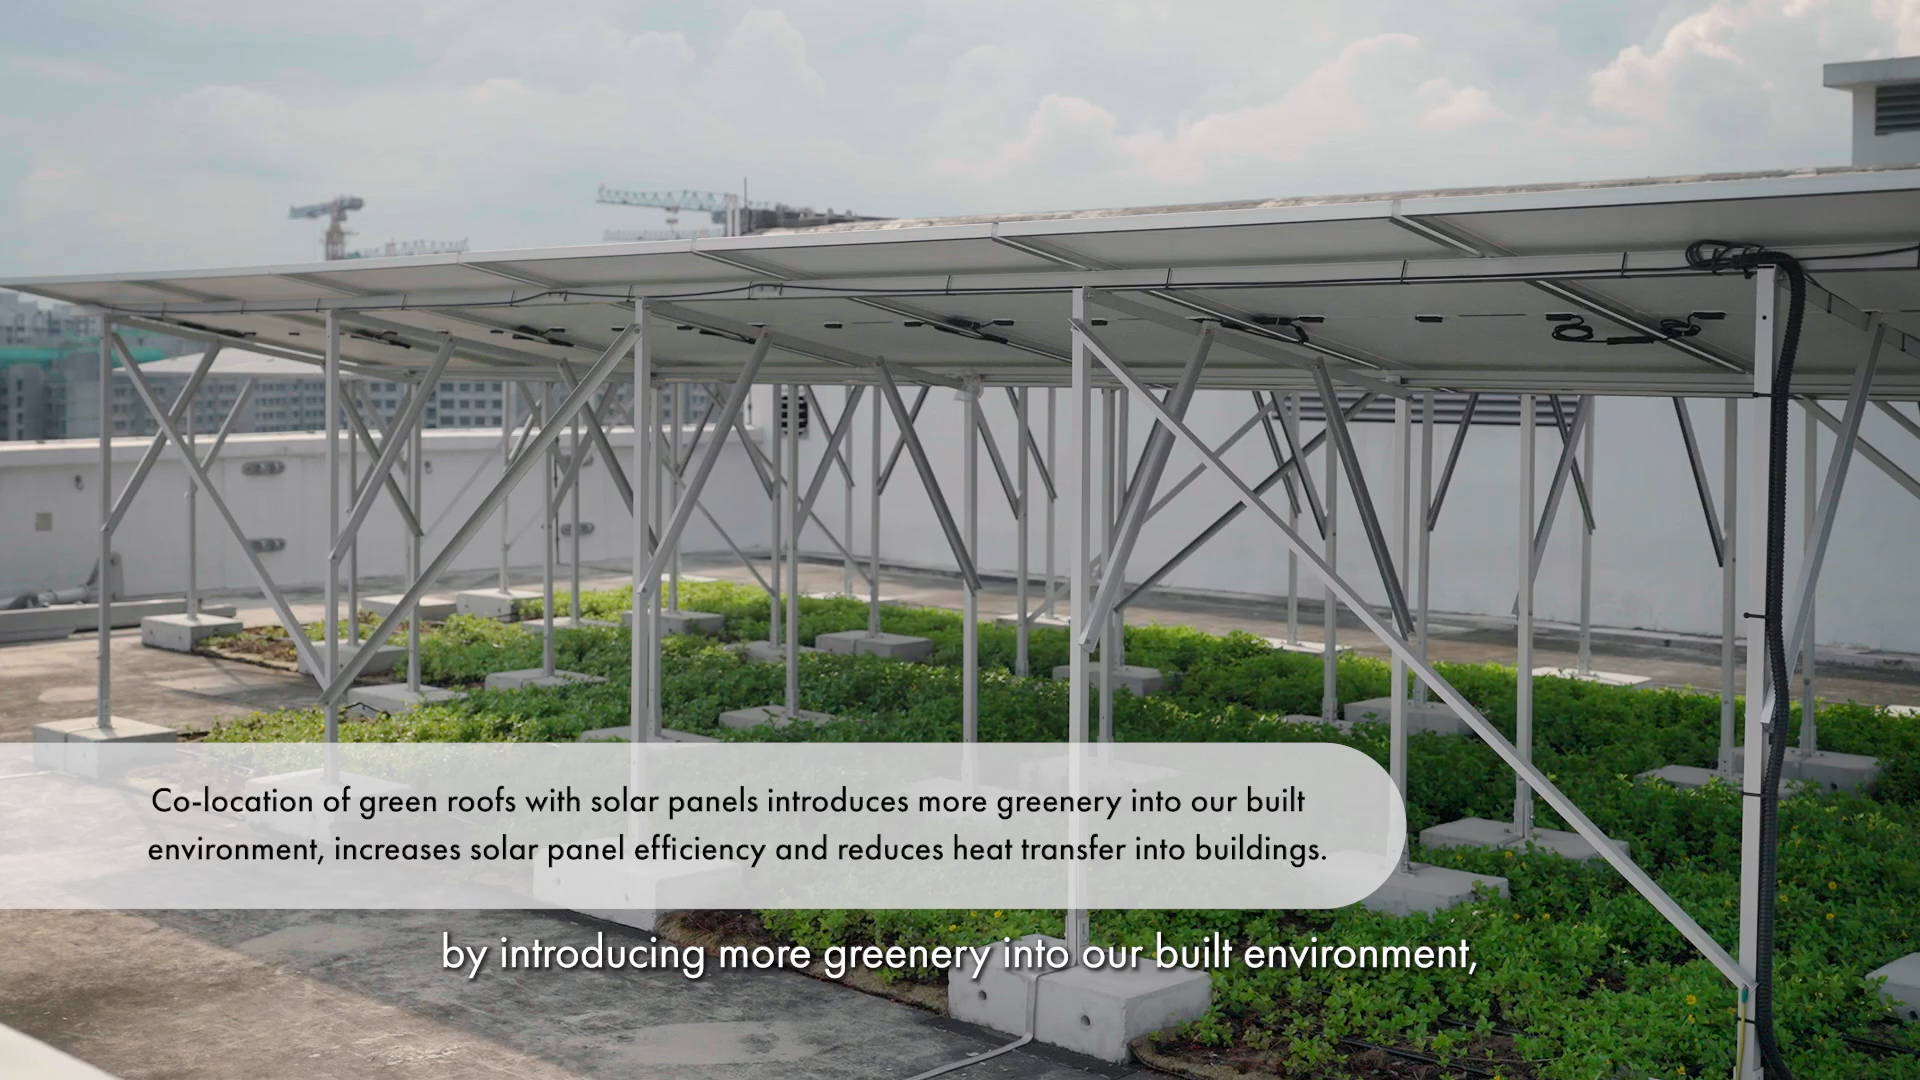 Co-location of green roofs with solar panels introduces more greenery into our built
environment, increases solar panel efficiency and reduces heat transfer into buildings.
by introducing more greenery into our built environment,